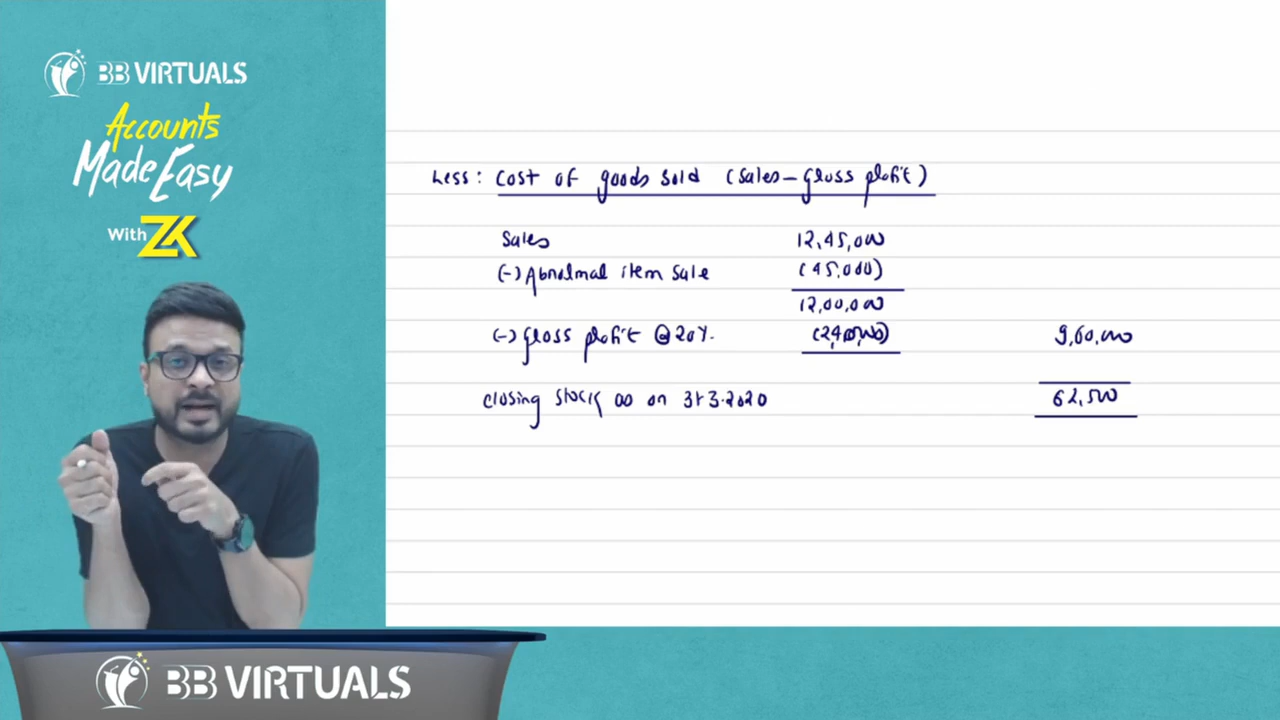 BB VIRTUALS
Accounts
Made Easy
With ZK
Less: Cost of goods sold (Sales - Gross profit)
Sales 12,45,000
(-) Abnormal item sale (45,000)
12,00,000
(-) Gross profit @ 20%. (2,40,000) 9,60,000
closing stock as on 31.3.2020 62,500
BB VIRTUALS